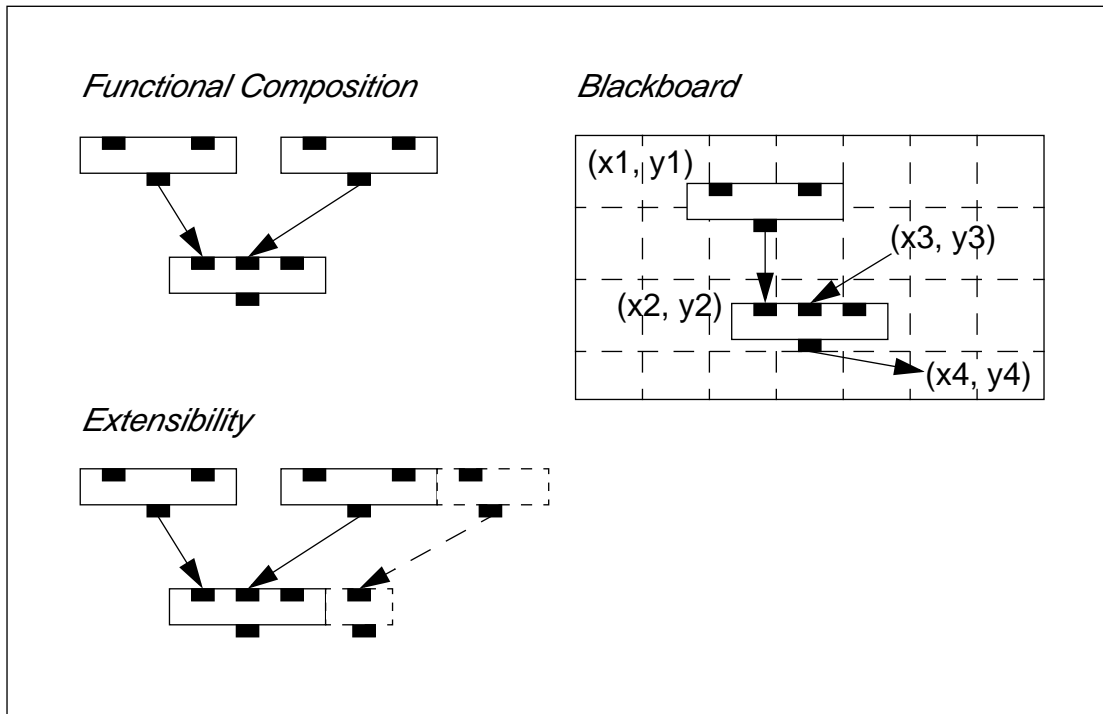 Functional Composition
Blackboard
(x1, y1)
(x3, y3)
(x2, y2)
(x4, y4)
Extensibility